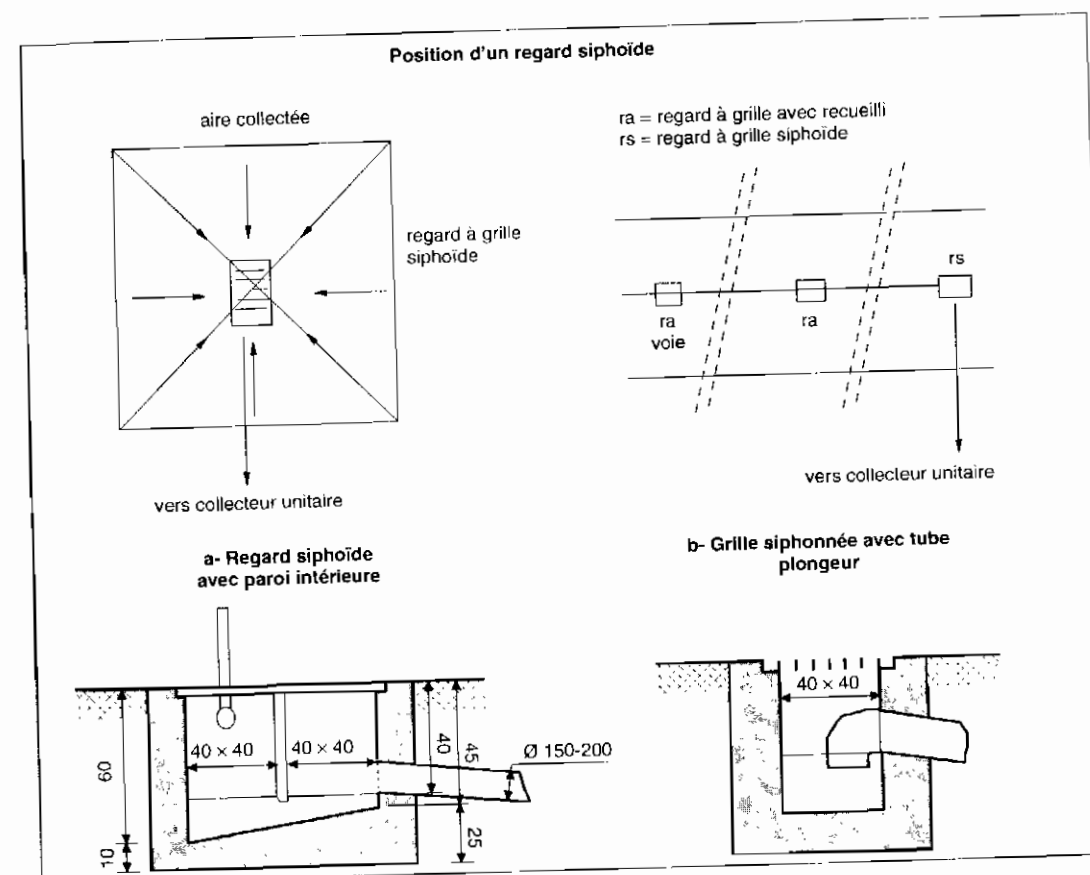 Position d'un regard siphoïde
aire collectée
regard à grille
siphoïde
vers collecteur unitaire
ra = regard à grille avec recueilli
rs = regard à grille siphoïde
rs
ra
voie
ra
vers collecteur unitaire
a- Regard siphoïde
avec paroi intérieure
40 × 40
40 × 40
60
10
40
45
25
Ø 150-200
b- Grille siphonnée avec tube
plongeur
40 × 40